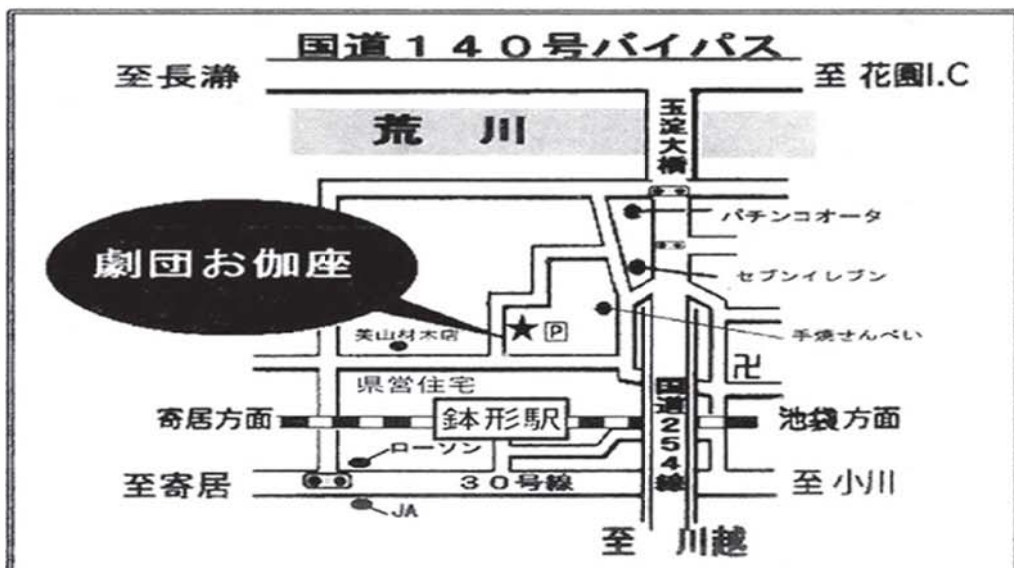 国道140号バイパス
至長瀞
至 花園I.C
玉淀大橋
荒 川
パチンコオータ
劇団お伽座
セブンイレブン
P
手焼せんべい
美山材木店
卍
県営住宅
国道254線
寄居方面
鉢形駅
池袋方面
ローソン
至寄居
30号線
至 小川
JA
至 川越